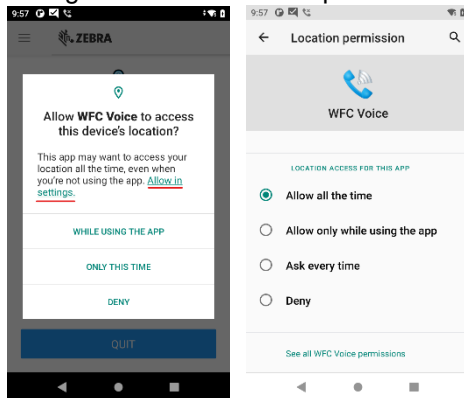 9:57
ZEBRA
Allow WFC Voice to access
this device's location?
This app may want to access your
location all the time, even when
you're not using the app. Allow in
settings.
WHILE USING THE APP
ONLY THIS TIME
DENY
QUIT
9:57
Location permission
WFC Voice
LOCATION ACCESS FOR THIS APP
Allow all the time
Allow only while using the app
Ask every time
Deny
See all WFC Voice permissions